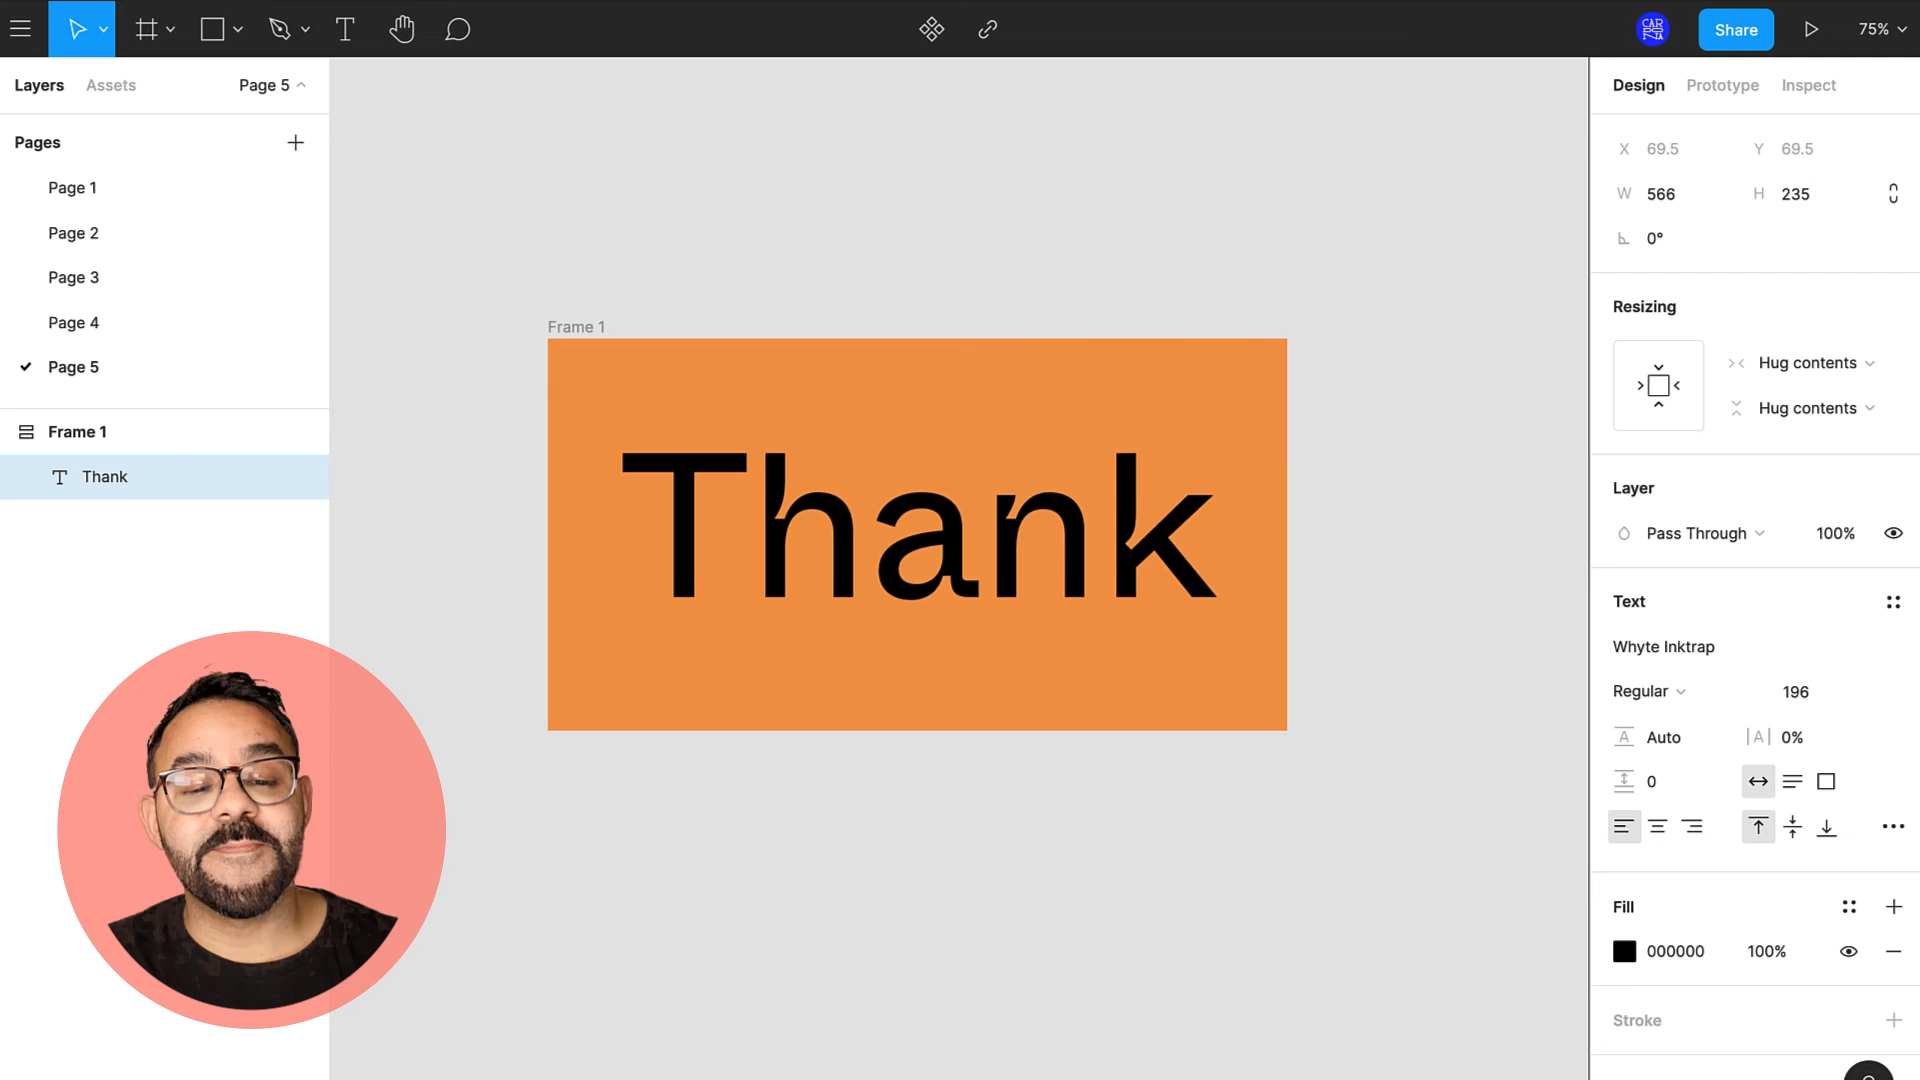 Share
75%
Layers
Assets
Page 5
Pages
Page 1
Page 2
Page 3
Page 4
Page 5
Frame 1
Thank
Frame 1
Thank
Design
Prototype
Inspect
X 69.5
Y 69.5
W 566
H 235
0°
Resizing
Hug contents
Hug contents
Layer
Pass Through
100%
Text
Whyte Inktrap
Regular
196
A Auto
A 0%
0
Fill
000000
100%
Stroke